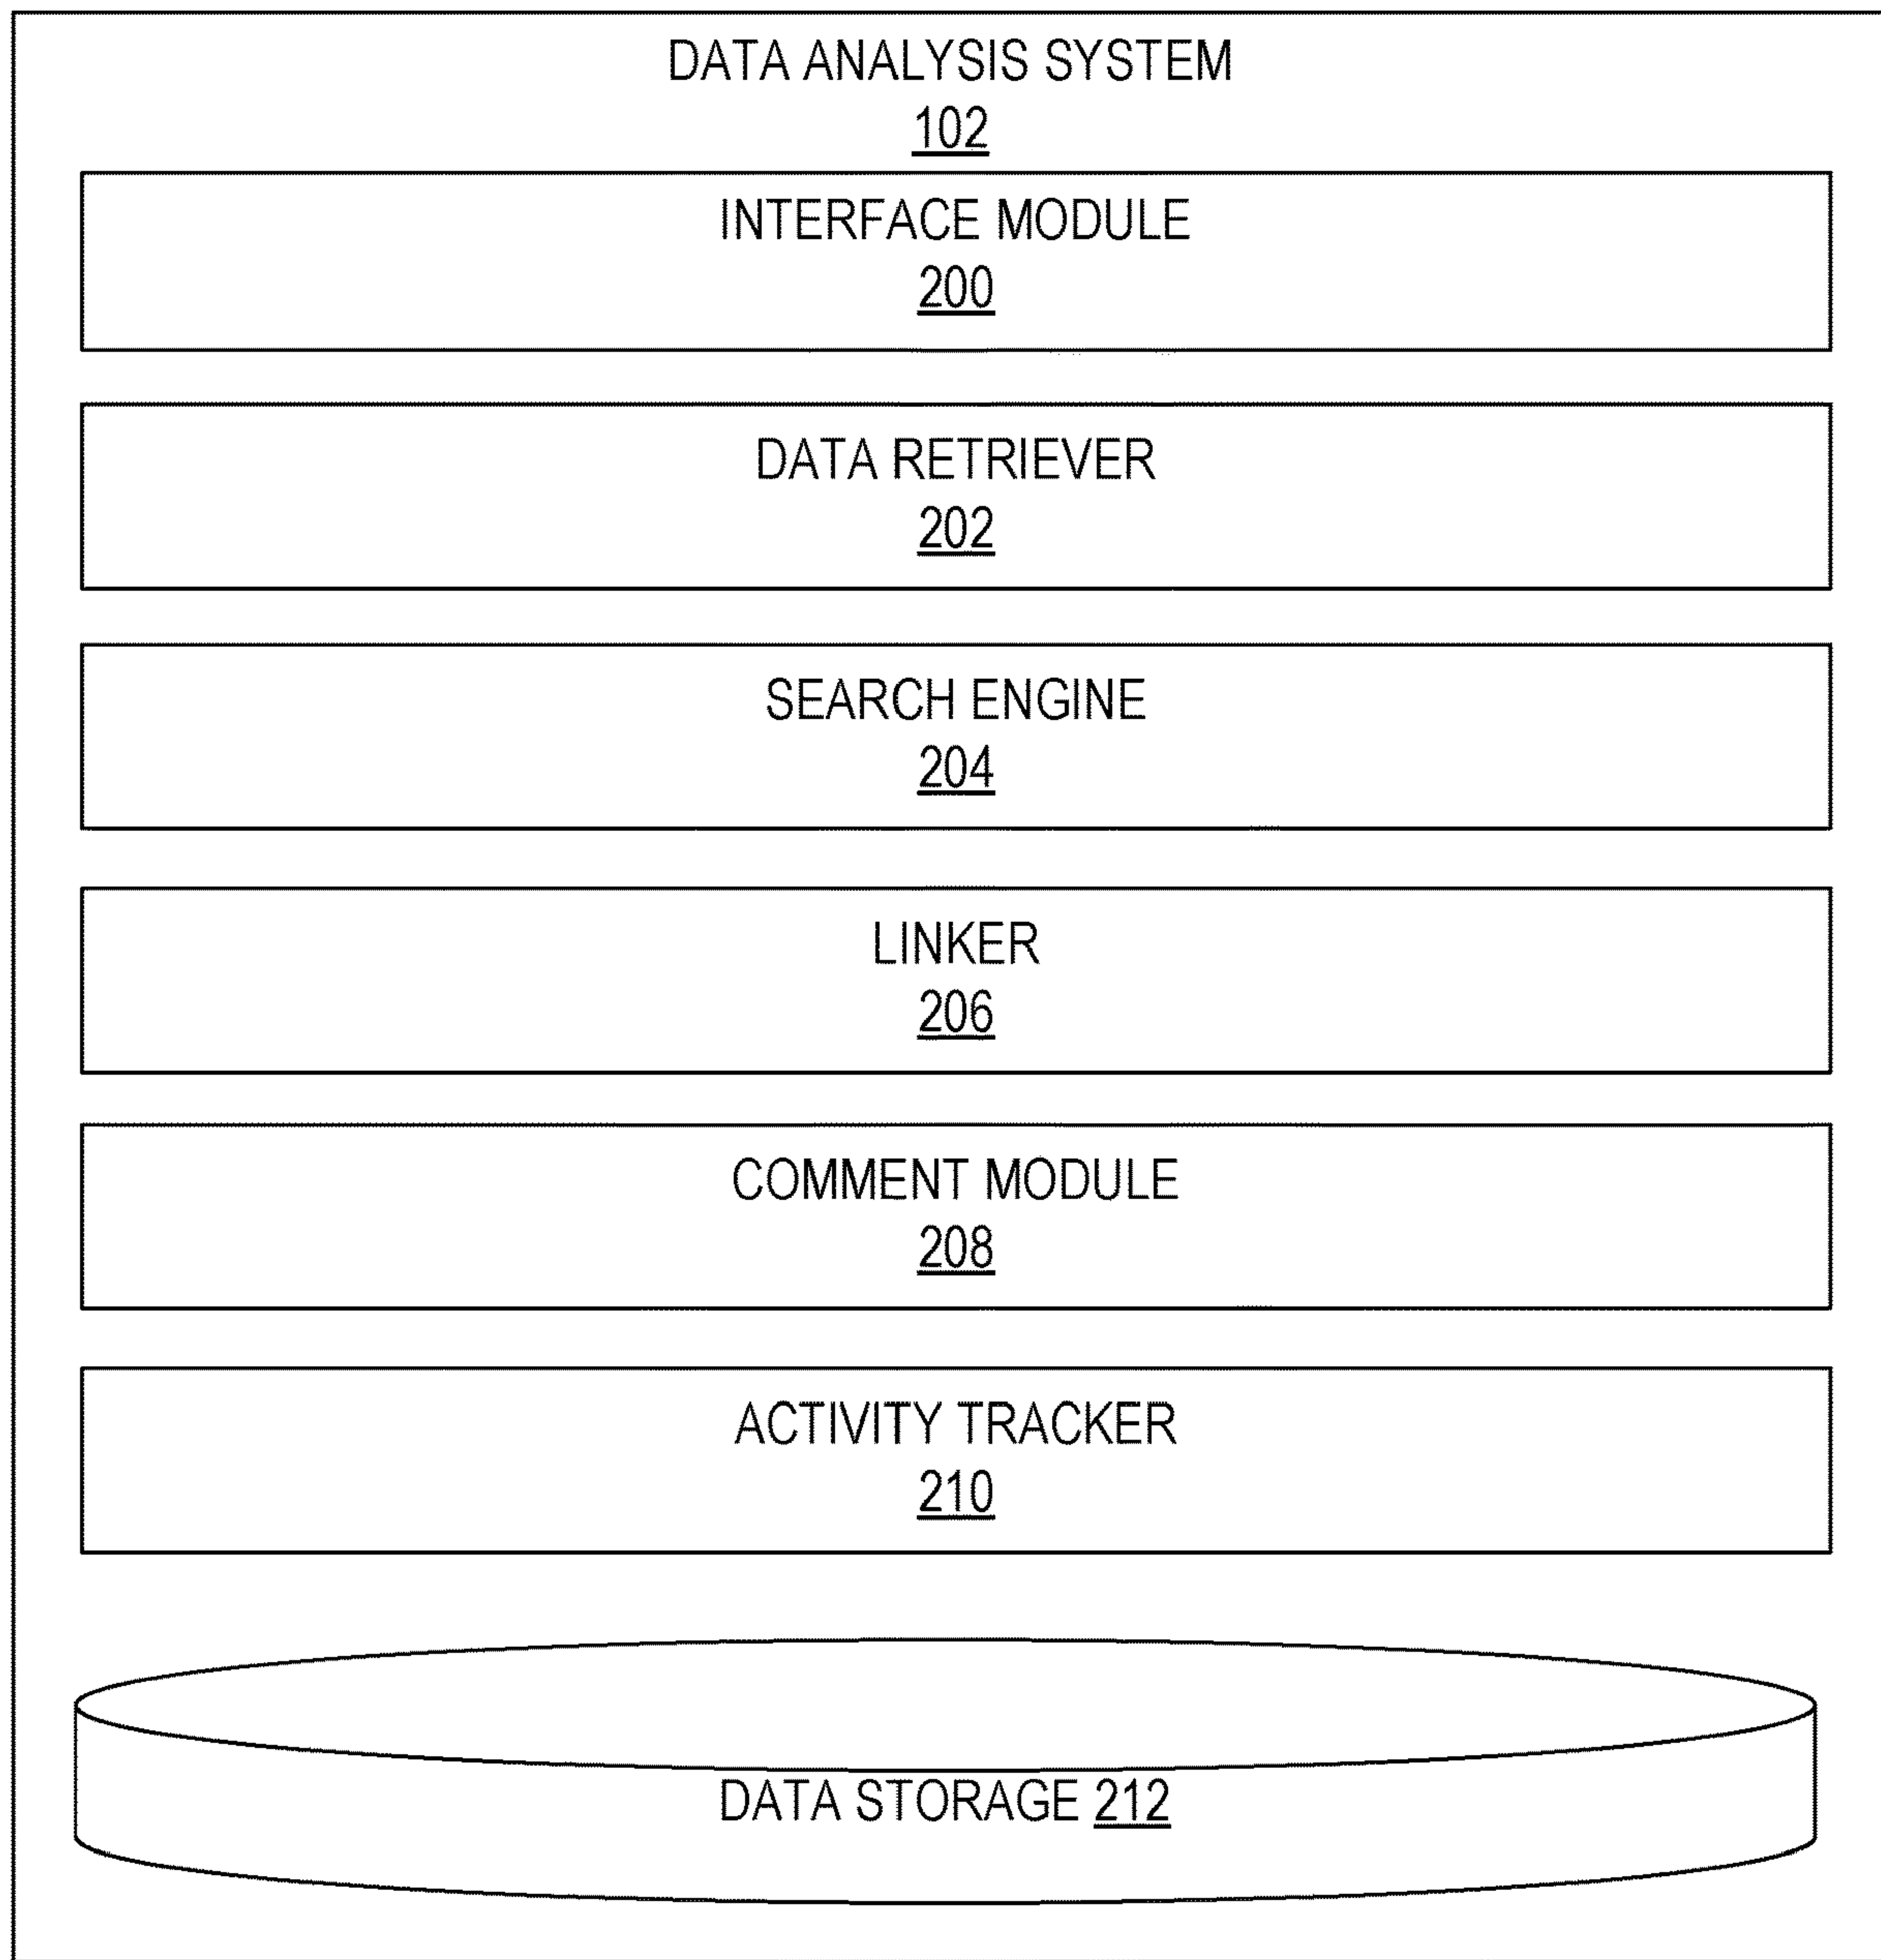 DATA ANALYSIS SYSTEM
102
INTERFACE MODULE
200
DATA RETRIEVER
202
SEARCH ENGINE
204
LINKER
206
COMMENT MODULE
208
ACTIVITY TRACKER
210
DATA STORAGE 212